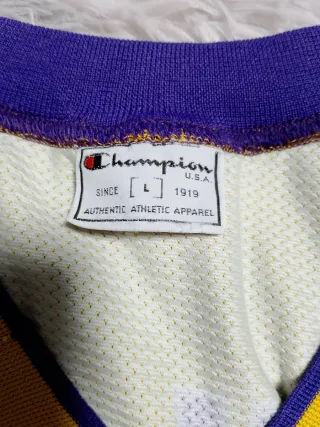 Champion
U.S.A.
SINCE [L] 1919
AUTHENTIC ATHLETIC APPAREL